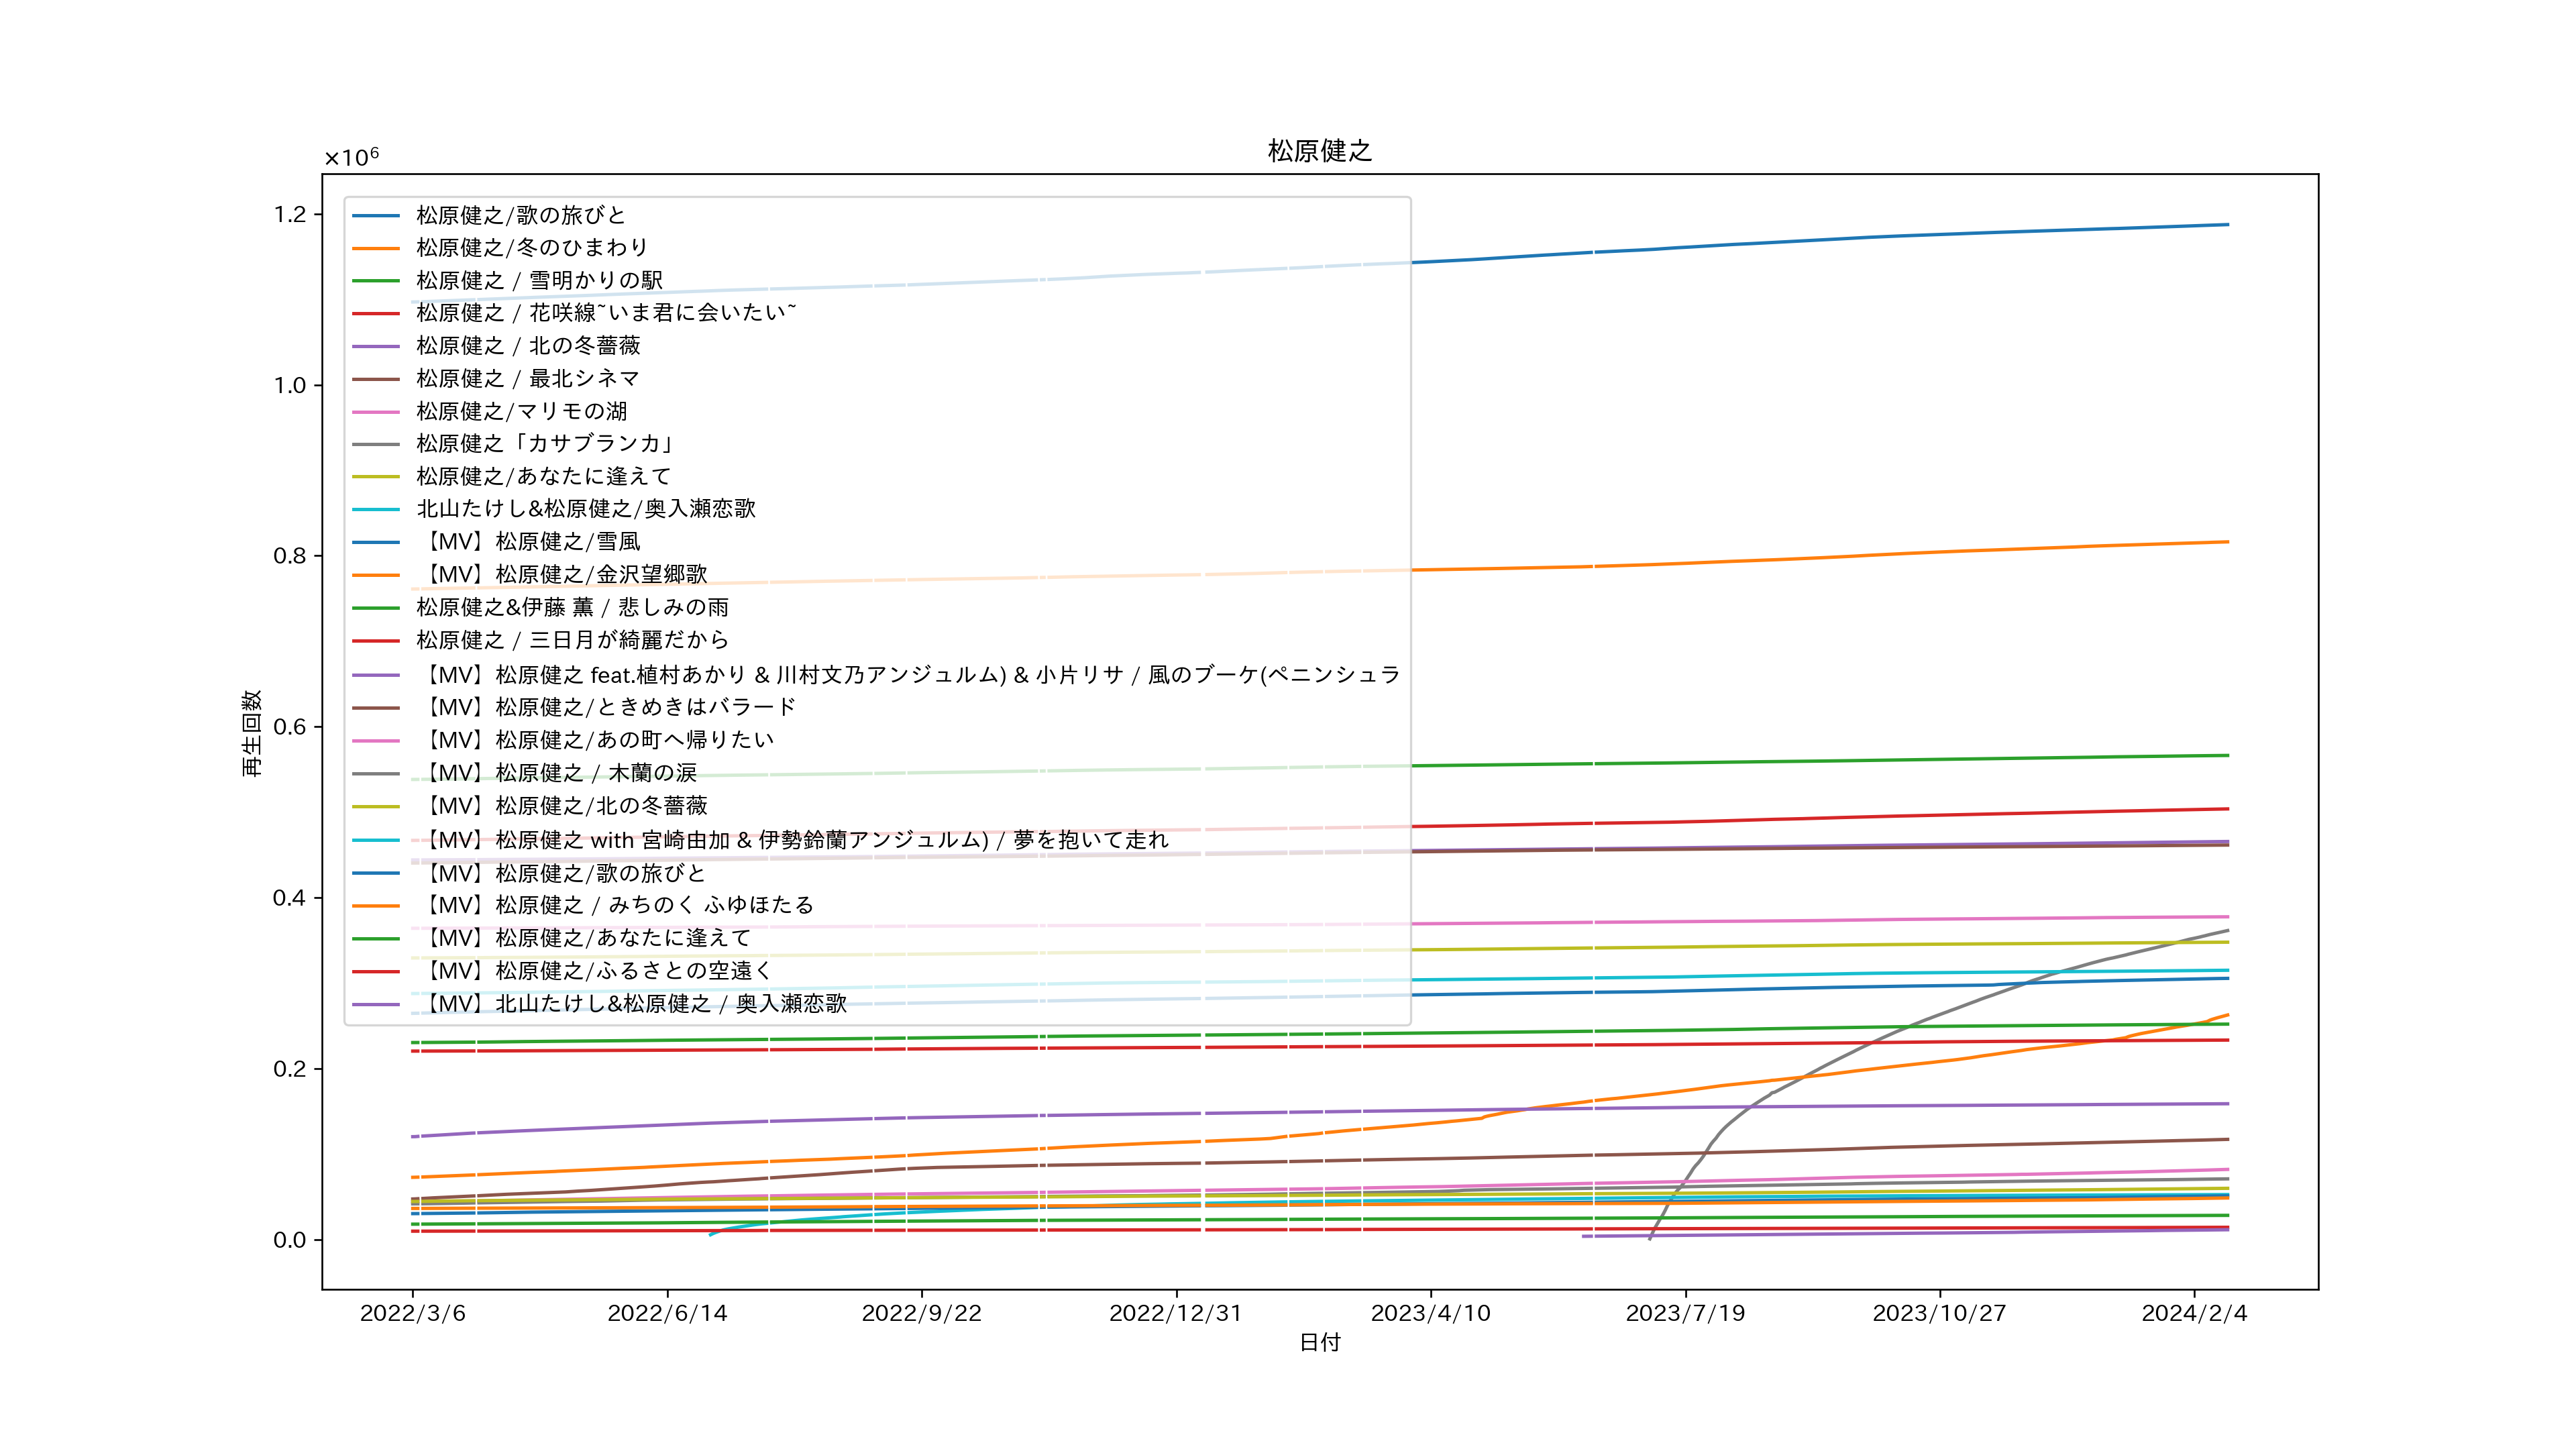 松原健之
×10⁶
1.2
1.0
0.8
0.6
0.4
0.2
0.0
再生回数
松原健之/歌の旅びと
松原健之/冬のひまわり
松原健之 / 雪明かりの駅
松原健之 / 花咲線~いま君に会いたい~
松原健之 / 北の冬薔薇
松原健之 / 最北シネマ
松原健之/マリモの湖
松原健之「カサブランカ」
松原健之/あなたに逢えて
北山たけし&松原健之/奥入瀬恋歌
【MV】松原健之/雪風
【MV】松原健之/金沢望郷歌
松原健之&伊藤 薫 / 悲しみの雨
松原健之 / 三日月が綺麗だから
【MV】松原健之 feat.植村あかり & 川村文乃アンジュルム) & 小片リサ / 風のブーケ(ペニンシュラ
【MV】松原健之/ときめきはバラード
【MV】松原健之/あの町へ帰りたい
【MV】松原健之 / 木蘭の涙
【MV】松原健之/北の冬薔薇
【MV】松原健之 with 宮崎由加 & 伊勢鈴蘭アンジュルム) / 夢を抱いて走れ
【MV】松原健之/歌の旅びと
【MV】松原健之 / みちのく ふゆほたる
【MV】松原健之/あなたに逢えて
【MV】松原健之/ふるさとの空遠く
【MV】北山たけし&松原健之 / 奥入瀬恋歌
2022/3/6
2022/6/14
2022/9/22
2022/12/31
2023/4/10
2023/7/19
2023/10/27
2024/2/4
日付